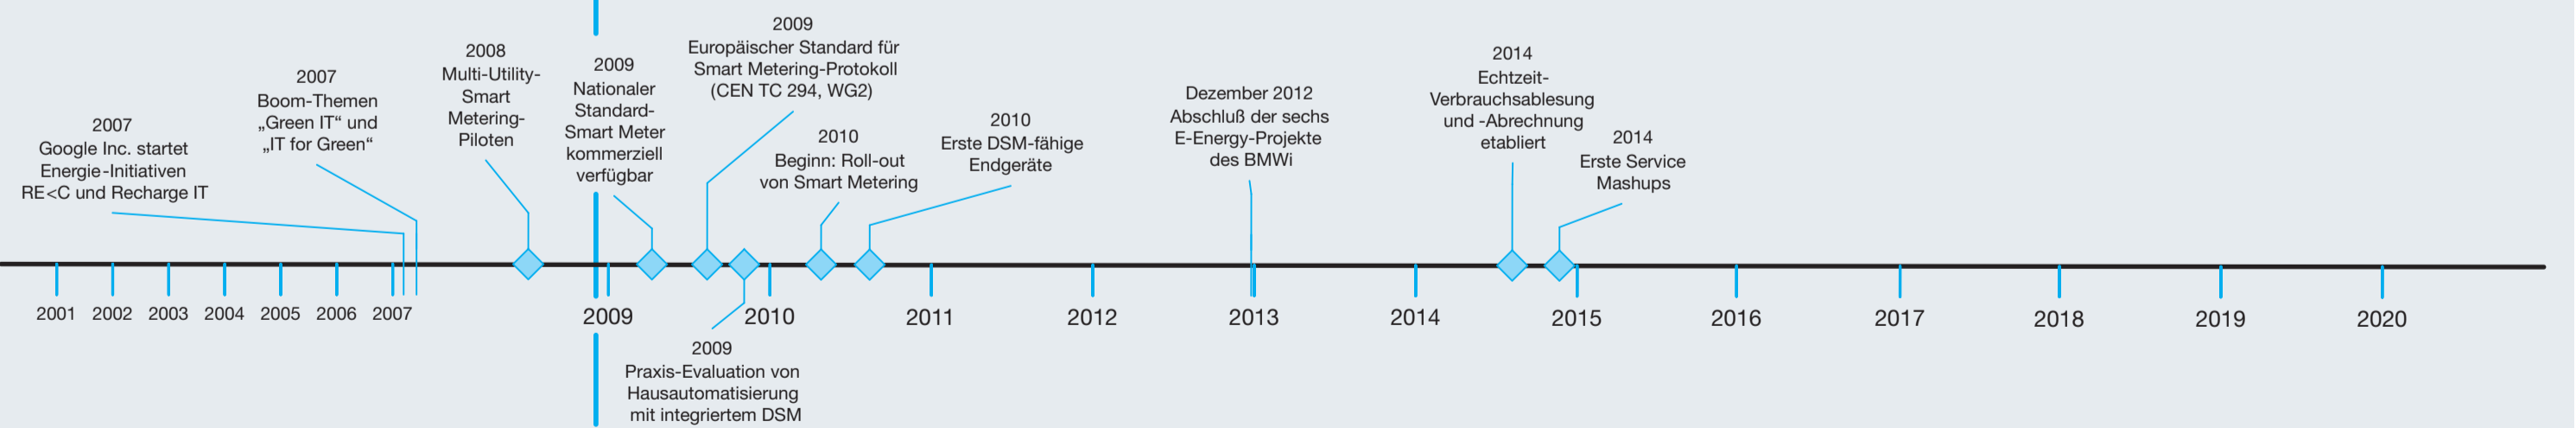 2007
Google Inc. startet
Energie-Initiativen
RE<C und Recharge IT
2007
Boom-Themen
„Green IT“ und
„IT for Green“
2008
Multi-Utility-
Smart
Metering-
Piloten
2009
Nationaler
Standard-
Smart Meter
kommerziell
verfügbar
2009
Europäischer Standard für
Smart Metering-Protokoll
(CEN TC 294, WG2)
2010
Beginn: Roll-out
von Smart Metering
2010
Erste DSM-fähige
Endgeräte
Dezember 2012
Abschluß der sechs
E-Energy-Projekte
des BMWi
2014
Echtzeit-
Verbrauchsablesung
und -Abrechnung
etabliert
2014
Erste Service
Mashups
2001 2002 2003 2004 2005 2006 2007 2009 2010 2011 2012 2013 2014 2015 2016 2017 2018 2019 2020
2009
Praxis-Evaluation von
Hausautomatisierung
mit integriertem DSM